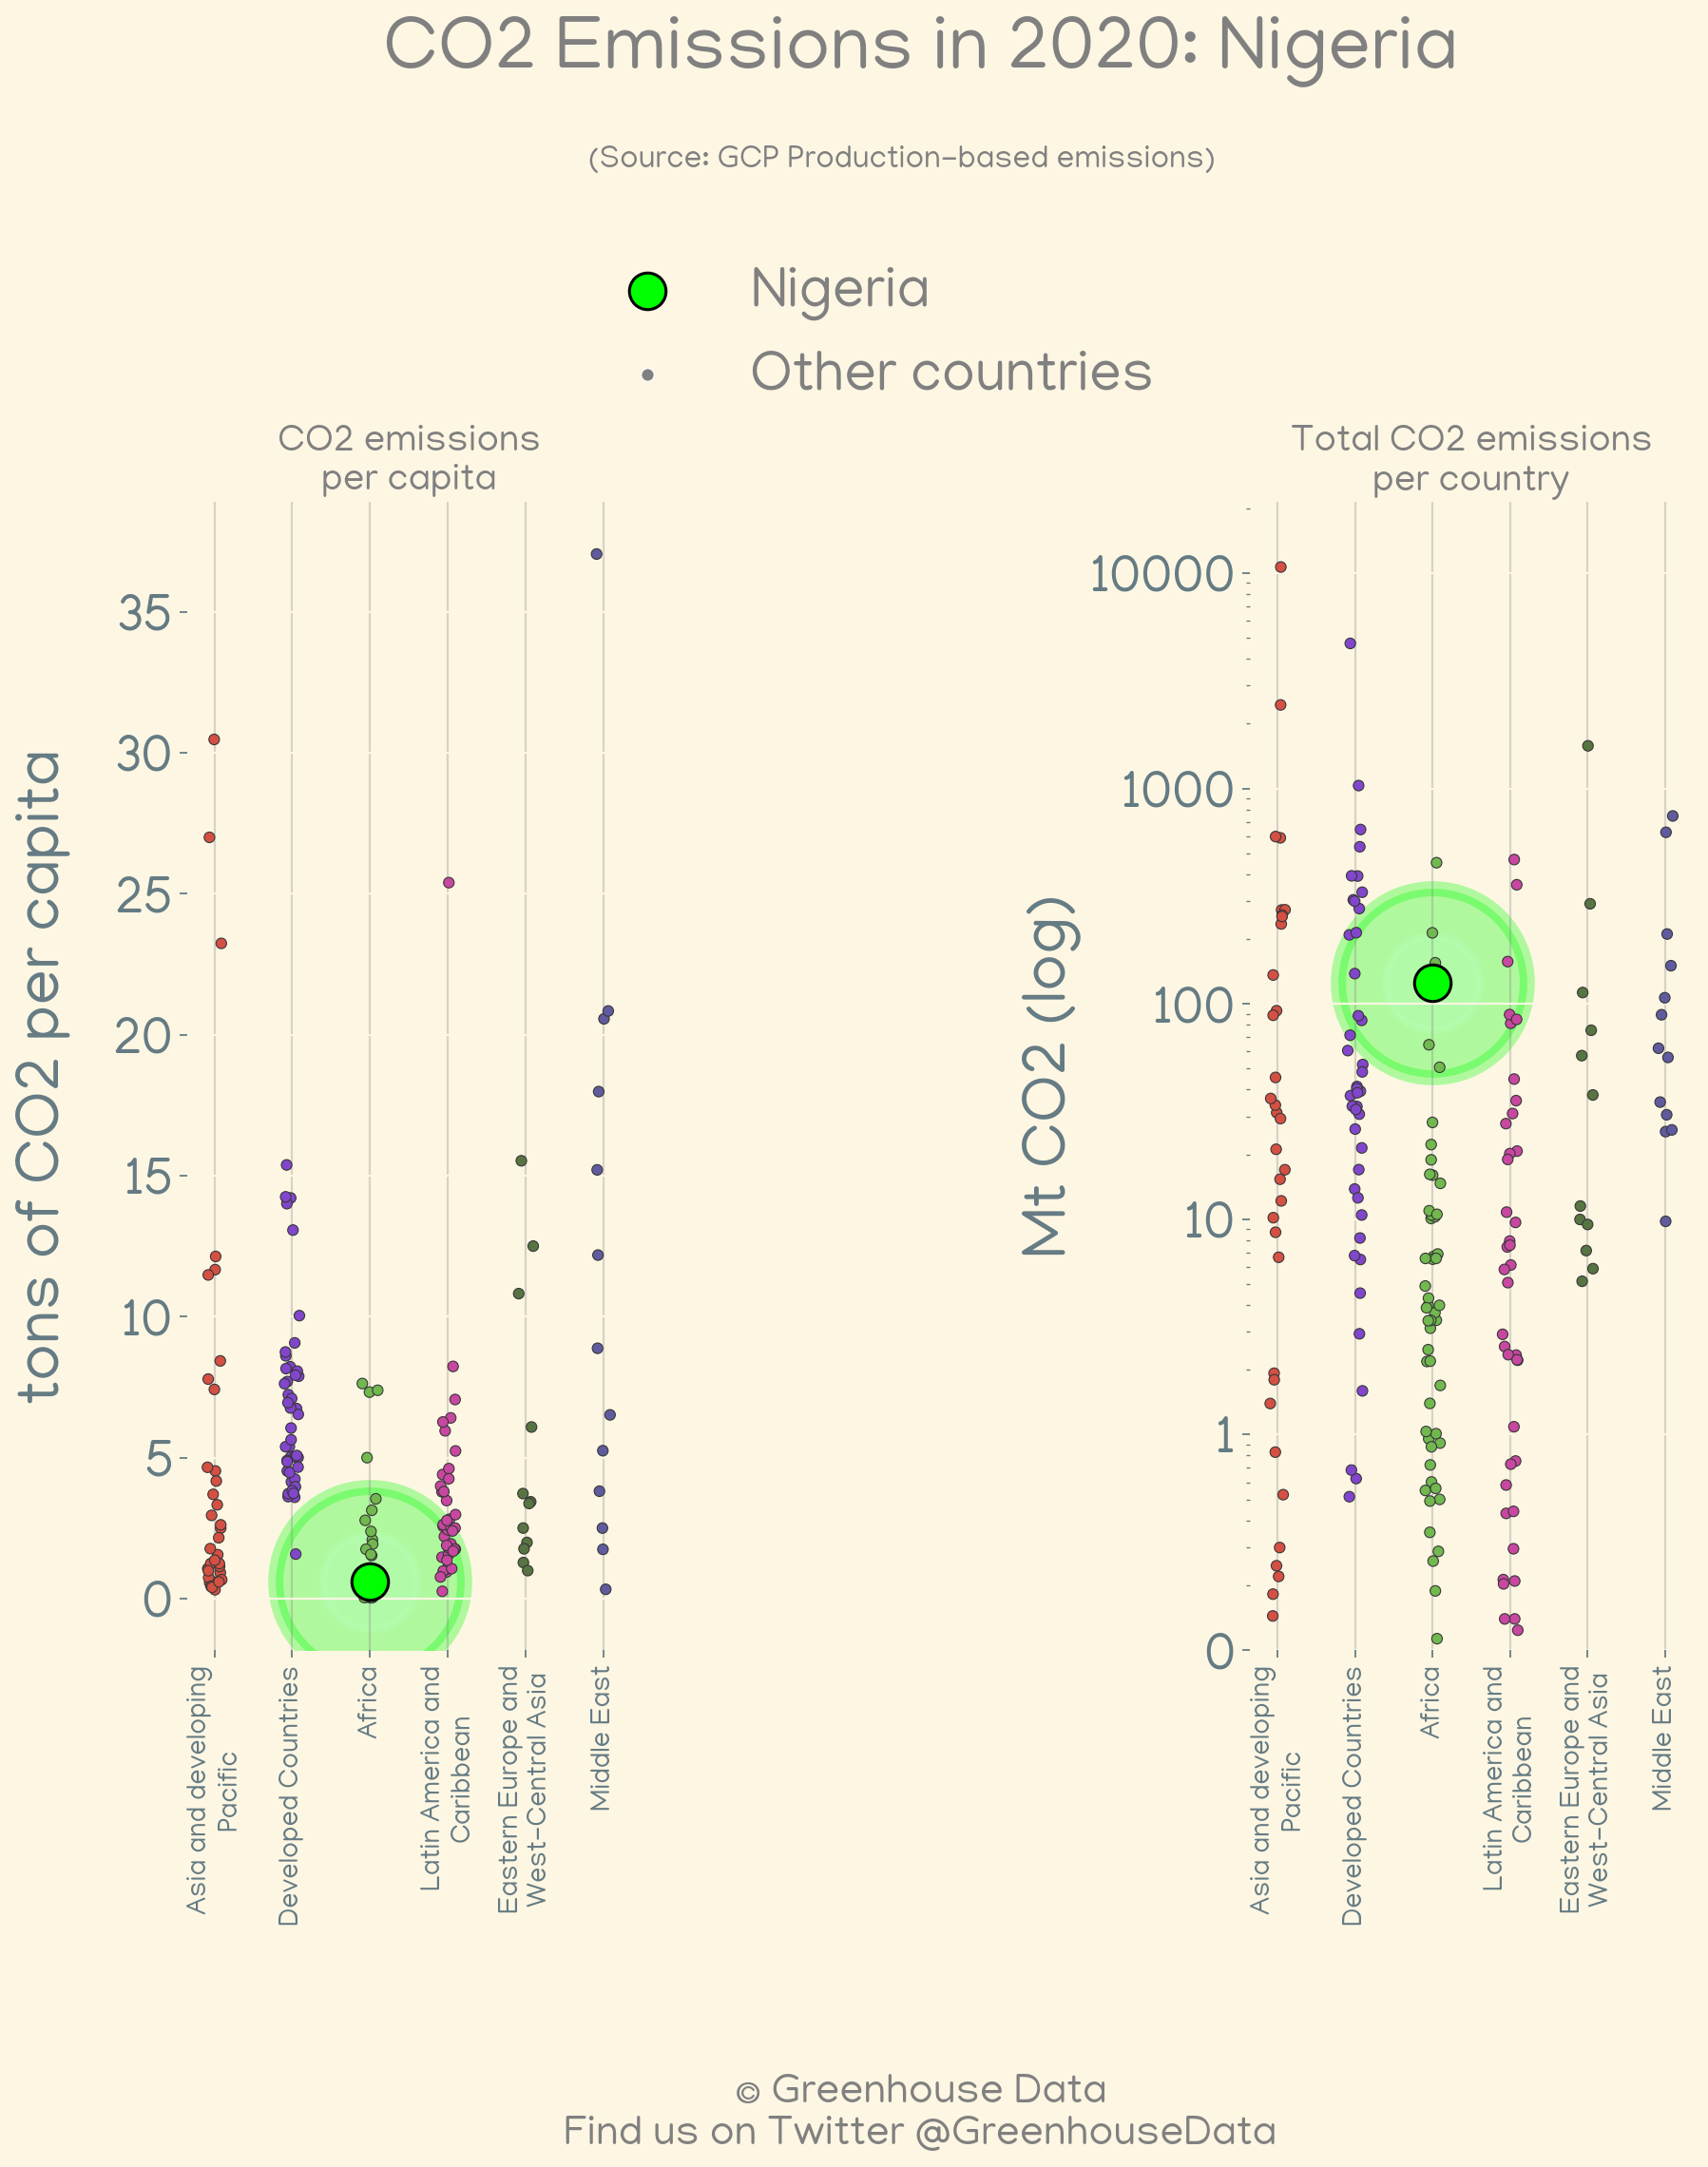 CO2 Emissions in 2020: Nigeria
(Source: GCP Production-based emissions)
Nigeria
Other countries
CO2 emissions
per capita
tons of CO2 per capita
35
30
25
20
15
10
5
0
Asia and developing
Pacific
Developed Countries
Africa
Latin America and
Caribbean
Eastern Europe and
West-Central Asia
Middle East
Total CO2 emissions
per country
Mt CO2 (log)
10000
1000
100
10
1
0
Asia and developing
Pacific
Developed Countries
Africa
Latin America and
Caribbean
Eastern Europe and
West-Central Asia
Middle East
© Greenhouse Data
Find us on Twitter @GreenhouseData